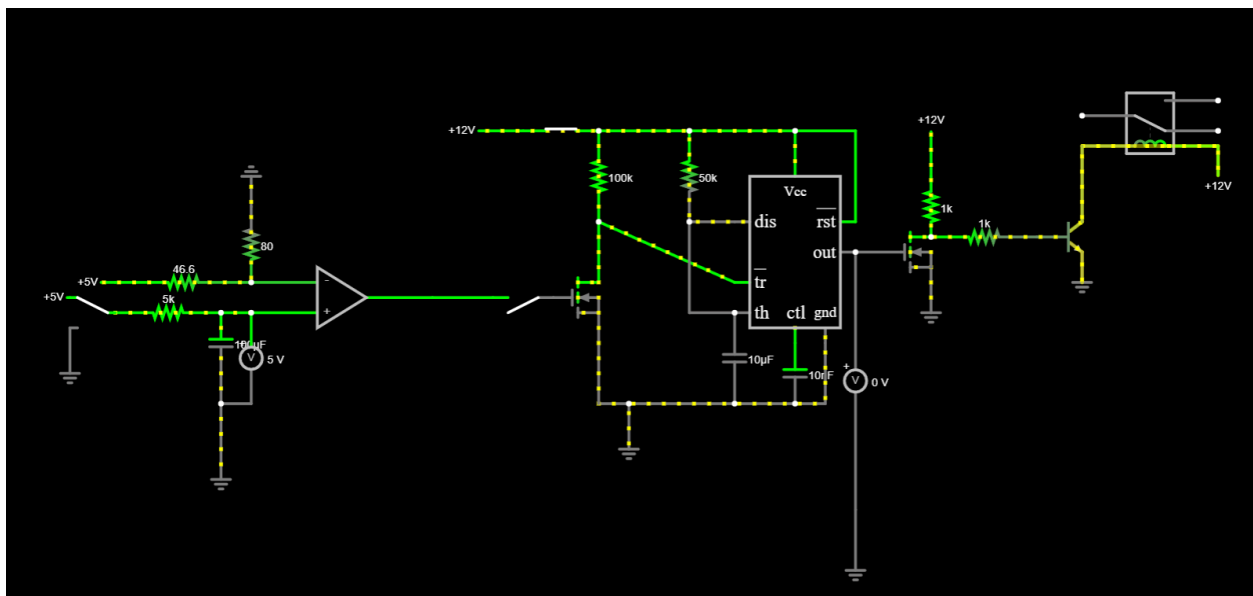 +12V
+12V
100k
50k
Vcc
+12V
dis
rst
1k
1k
80
out
+5V
46.6
tr
+5V
5k
-
+
th
ctl
gnd
100µF
V
5 V
10µF
10nF
+
V
0 V